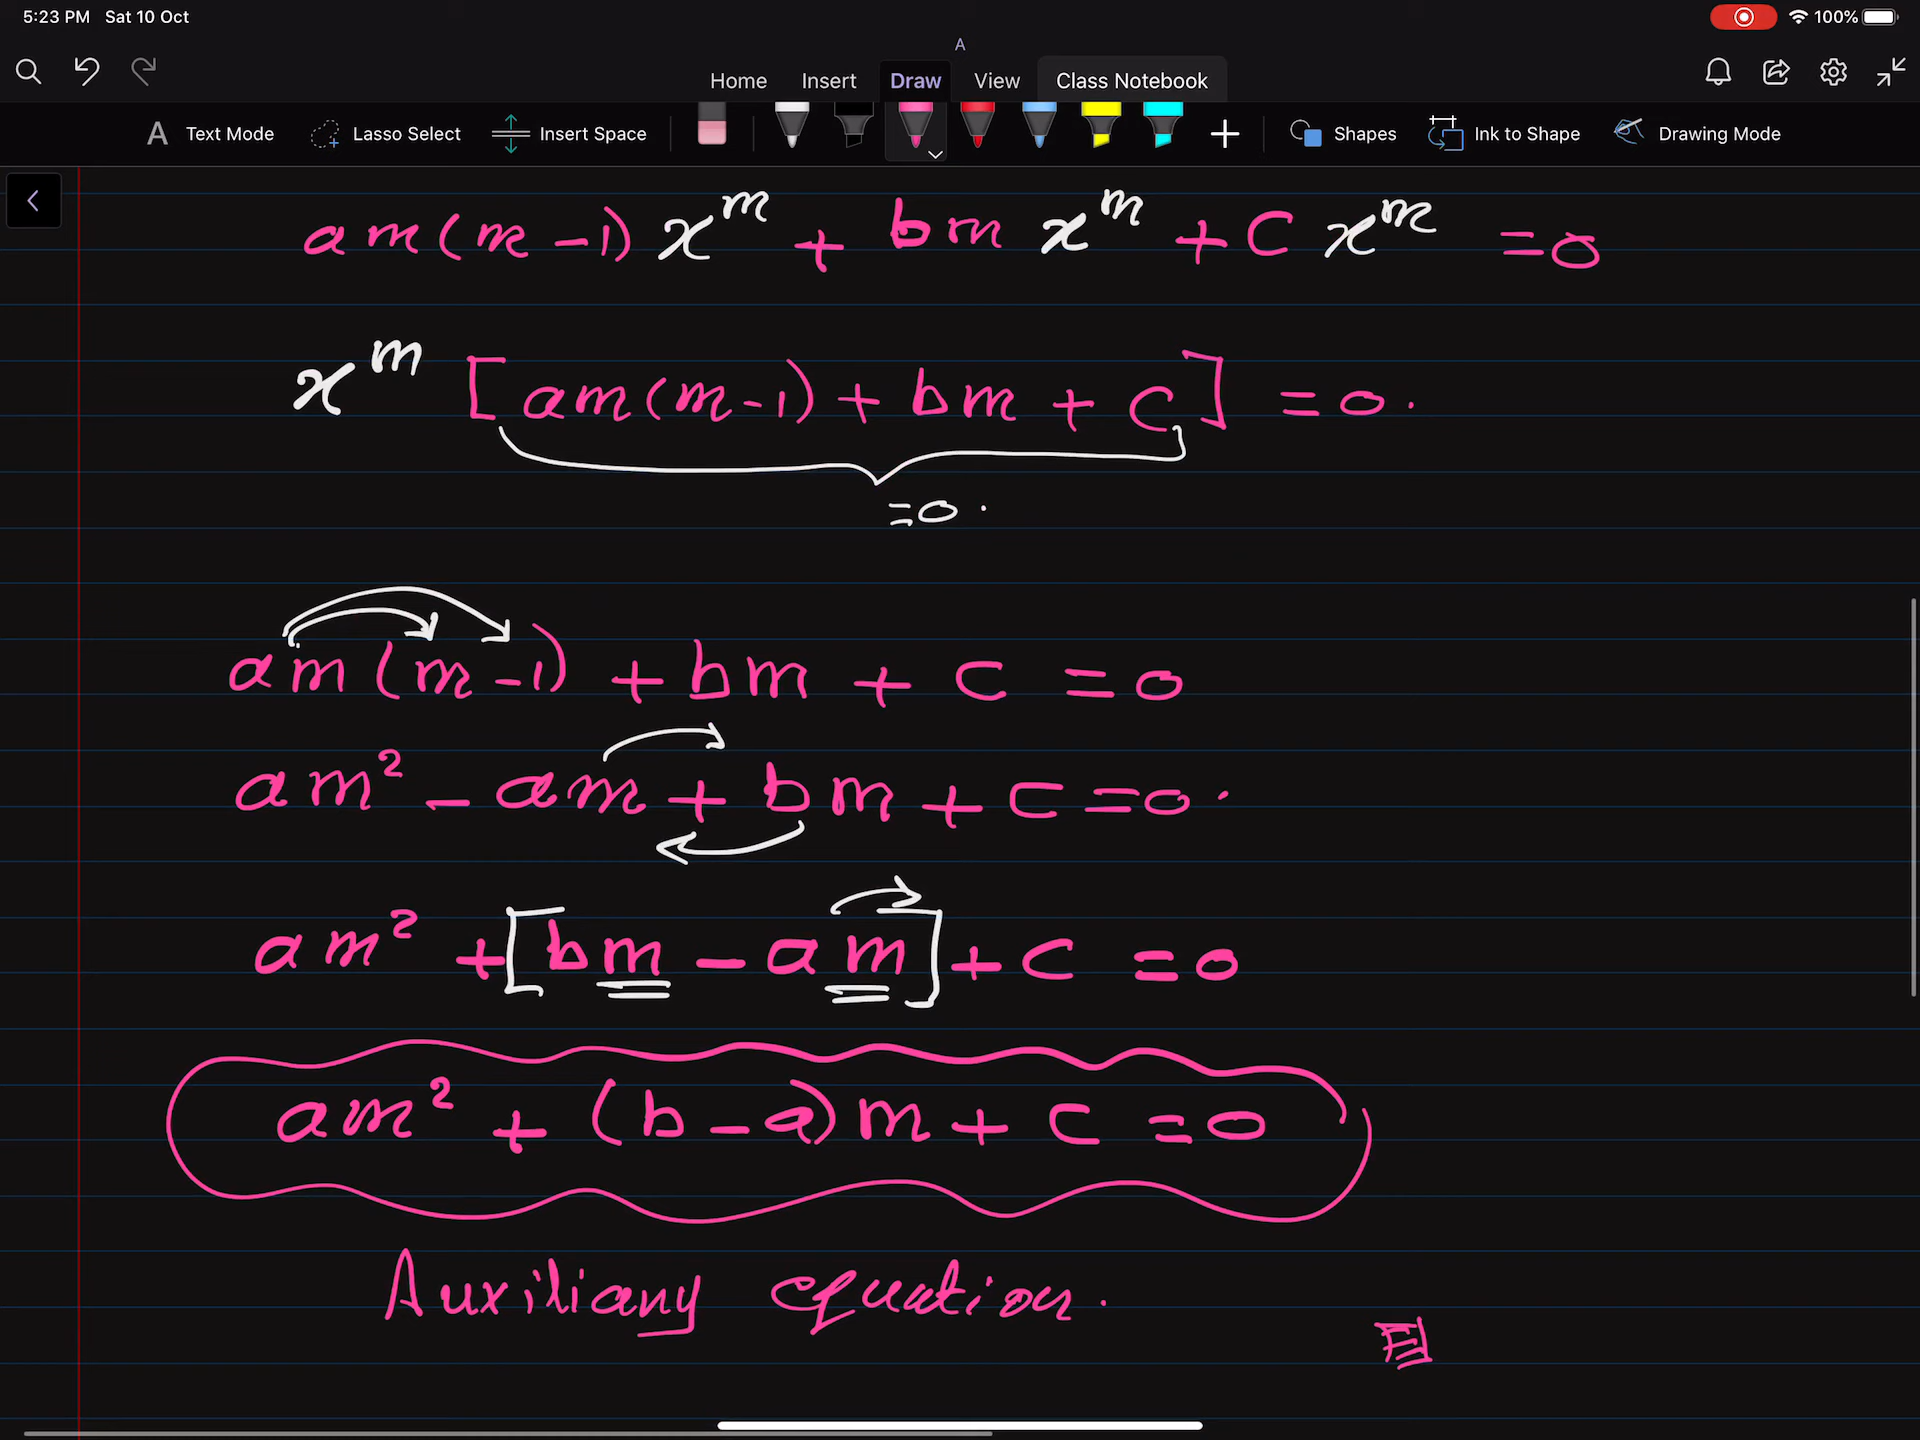 5:23 PM Sat 10 Oct 100%
A
Home Insert Draw View Class Notebook
A Text Mode Lasso Select Insert Space Shapes Ink to Shape Drawing Mode
am(m-1) x^m + bm x^m + C x^m = 0
x^m [am(m-1) + bm + c] = 0.
= 0.
am(m-1) + bm + c = 0
am² - am + bm + c = 0.
am² + [bm - am] + c = 0
am² + (b-a)m + c = 0
Auxiliary equation.